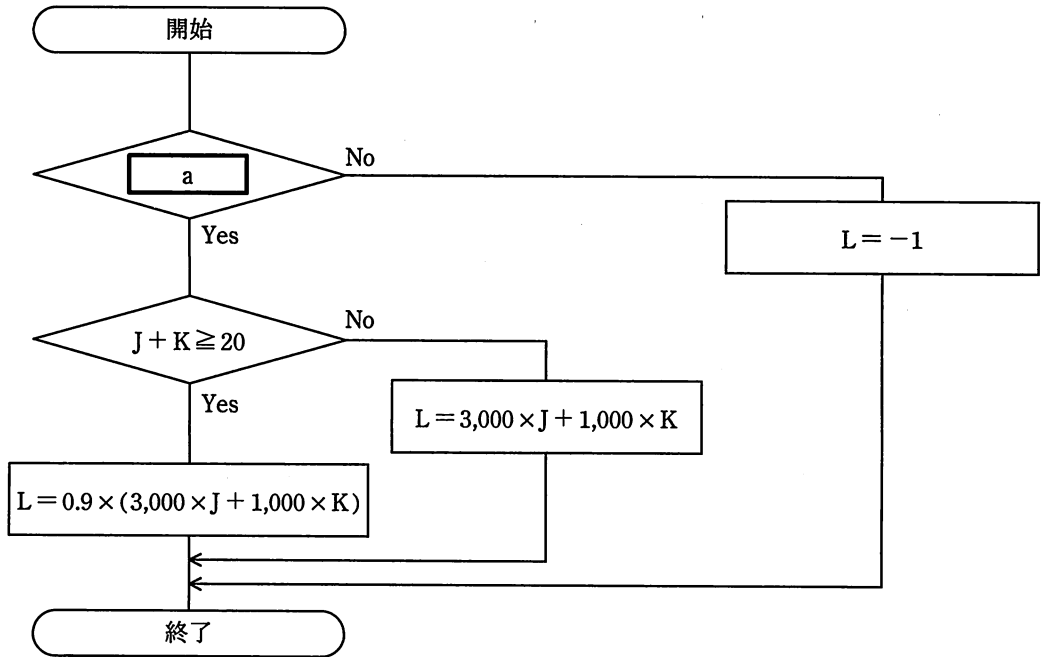 開始
a
No
Yes
L=-1
J+K≧20
No
Yes
L=3,000×J+1,000×K
L=0.9×(3,000×J+1,000×K)
終了